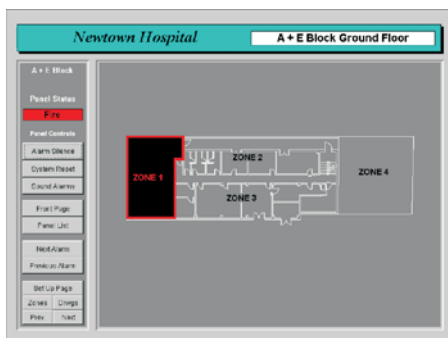 Newtown Hospital
A + E Block Ground Floor
A + E Block
Panel Status
Fire
Panel Controls
Alarm Silence
System Reset
Sound Alarms
Front Page
Panel List
Next Alarm
Previous Alarm
Set Up Page
Zones Drwgs
Prev. Next
ZONE 1
ZONE 2
ZONE 3
ZONE 4